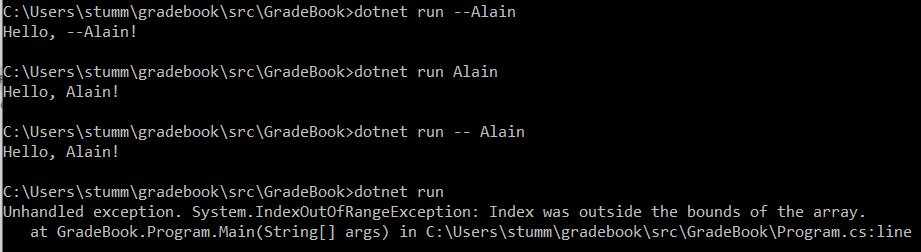 C:\Users\stumm\gradebook\src\GradeBook>dotnet run --Alain
Hello, --Alain!
C:\Users\stumm\gradebook\src\GradeBook>dotnet run Alain
Hello, Alain!
C:\Users\stumm\gradebook\src\GradeBook>dotnet run -- Alain
Hello, Alain!
C:\Users\stumm\gradebook\src\GradeBook>dotnet run
Unhandled exception. System.IndexOutOfRangeException: Index was outside the bounds of the array.
   at GradeBook.Program.Main(String[] args) in C:\Users\stumm\gradebook\src\GradeBook\Program.cs:line